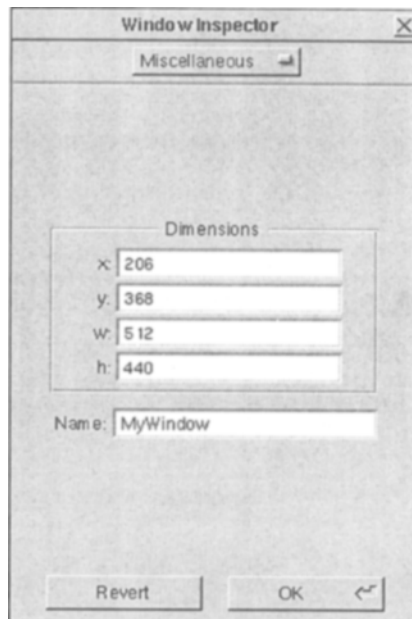 Window Inspector
Miscellaneous
Dimensions
x: 206
y: 368
w: 512
h: 440
Name: MyWindow
Revert OK